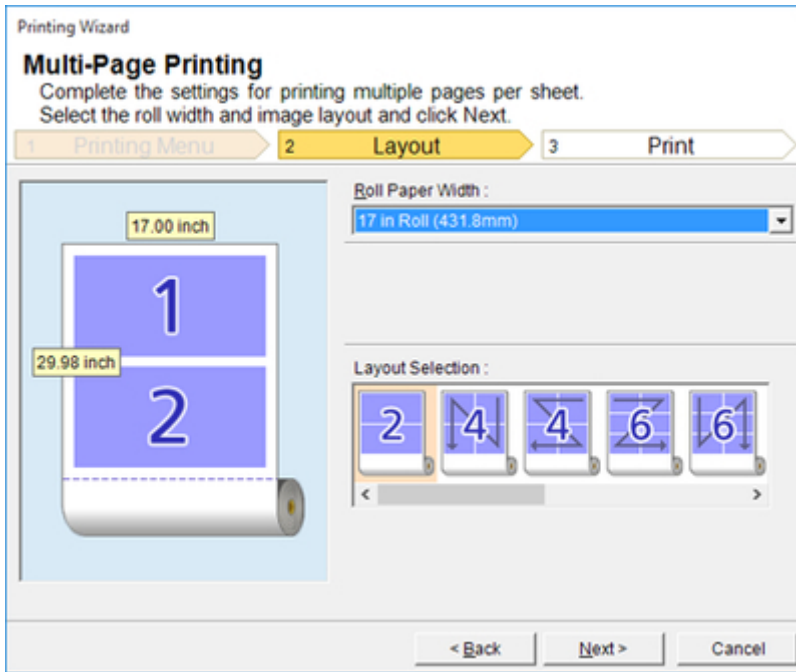 Printing Wizard
Multi-Page Printing
Complete the settings for printing multiple pages per sheet.
Select the roll width and image layout and click Next.
1 Printing Menu 2 Layout 3 Print
Roll Paper Width :
17 in Roll (431.8mm)
17.00 inch
1
29.98 inch
2
Layout Selection :
2 4 4 6 6
< Back Next > Cancel